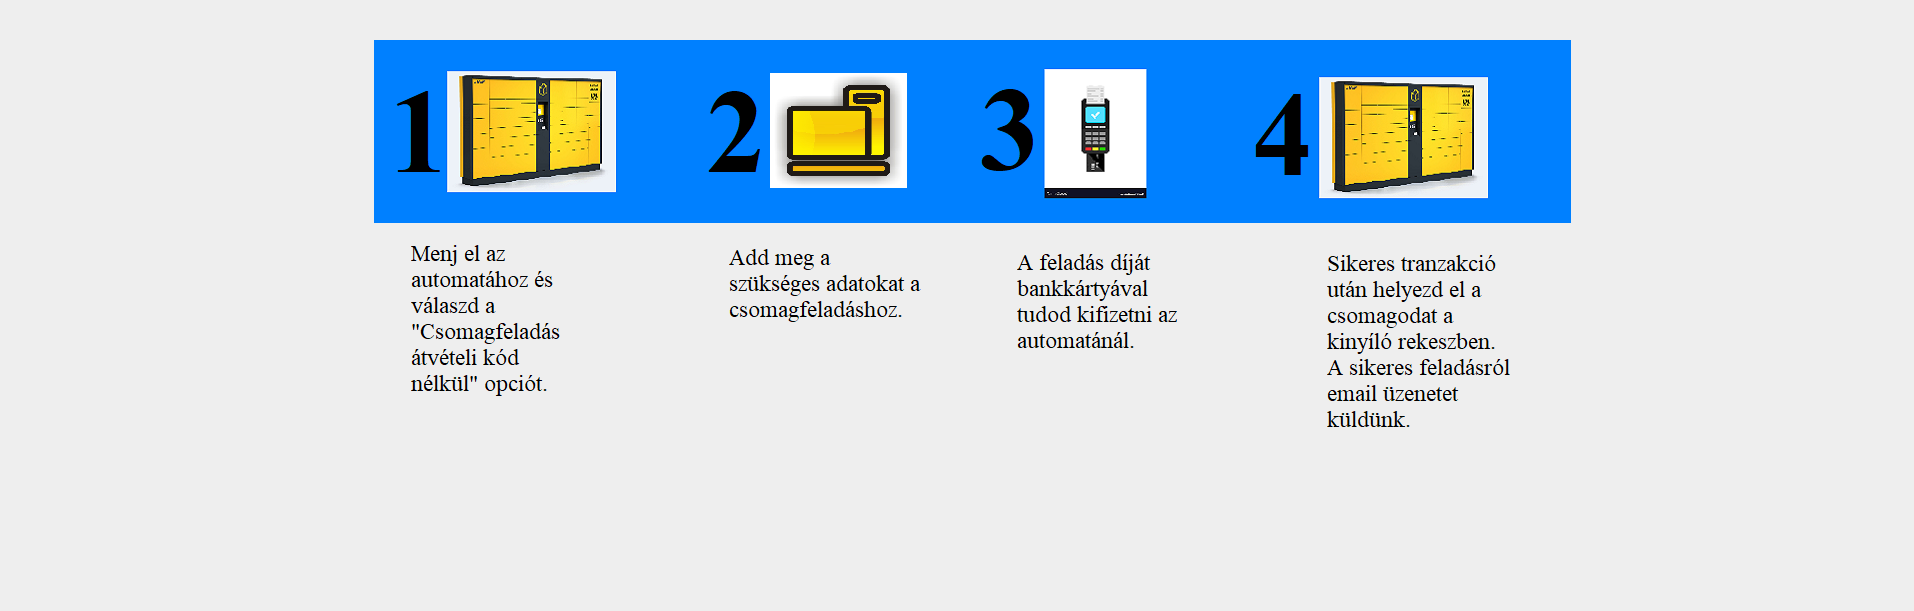 1
2
3
4
Menj el az
automatához és
válaszd a
"Csomagfeladás
átvételi kód
nélkül" opciót.
Add meg a
szükséges adatokat a
csomagfeladáshoz.
A feladás díját
bankkártyával
tudod kifizetni az
automatánál.
Sikeres tranzakció
után helyezd el a
csomagodat a
kinyíló rekeszben.
A sikeres feladásról
email üzenetet
küldünk.